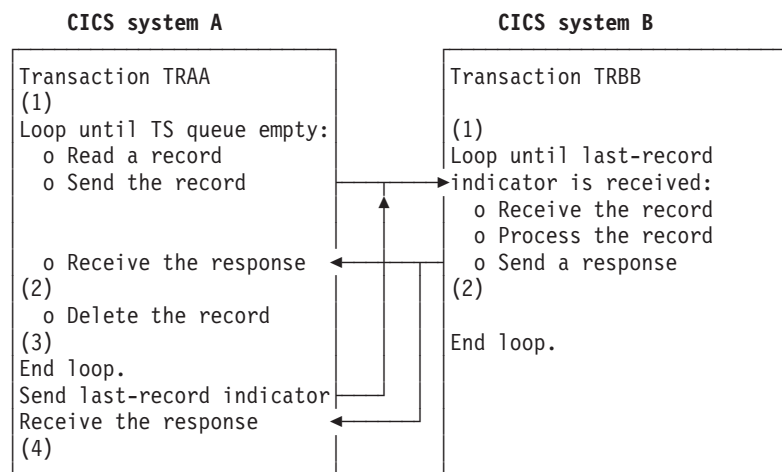 CICS system A
CICS system B
Transaction TRAA
(1)
Loop until TS queue empty:
o Read a record
o Send the record
o Receive the response
(2)
o Delete the record
(3)
End loop.
Send last-record indicator
Receive the response
(4)
Transaction TRBB
(1)
Loop until last-record
indicator is received:
o Receive the record
o Process the record
o Send a response
(2)
End loop.